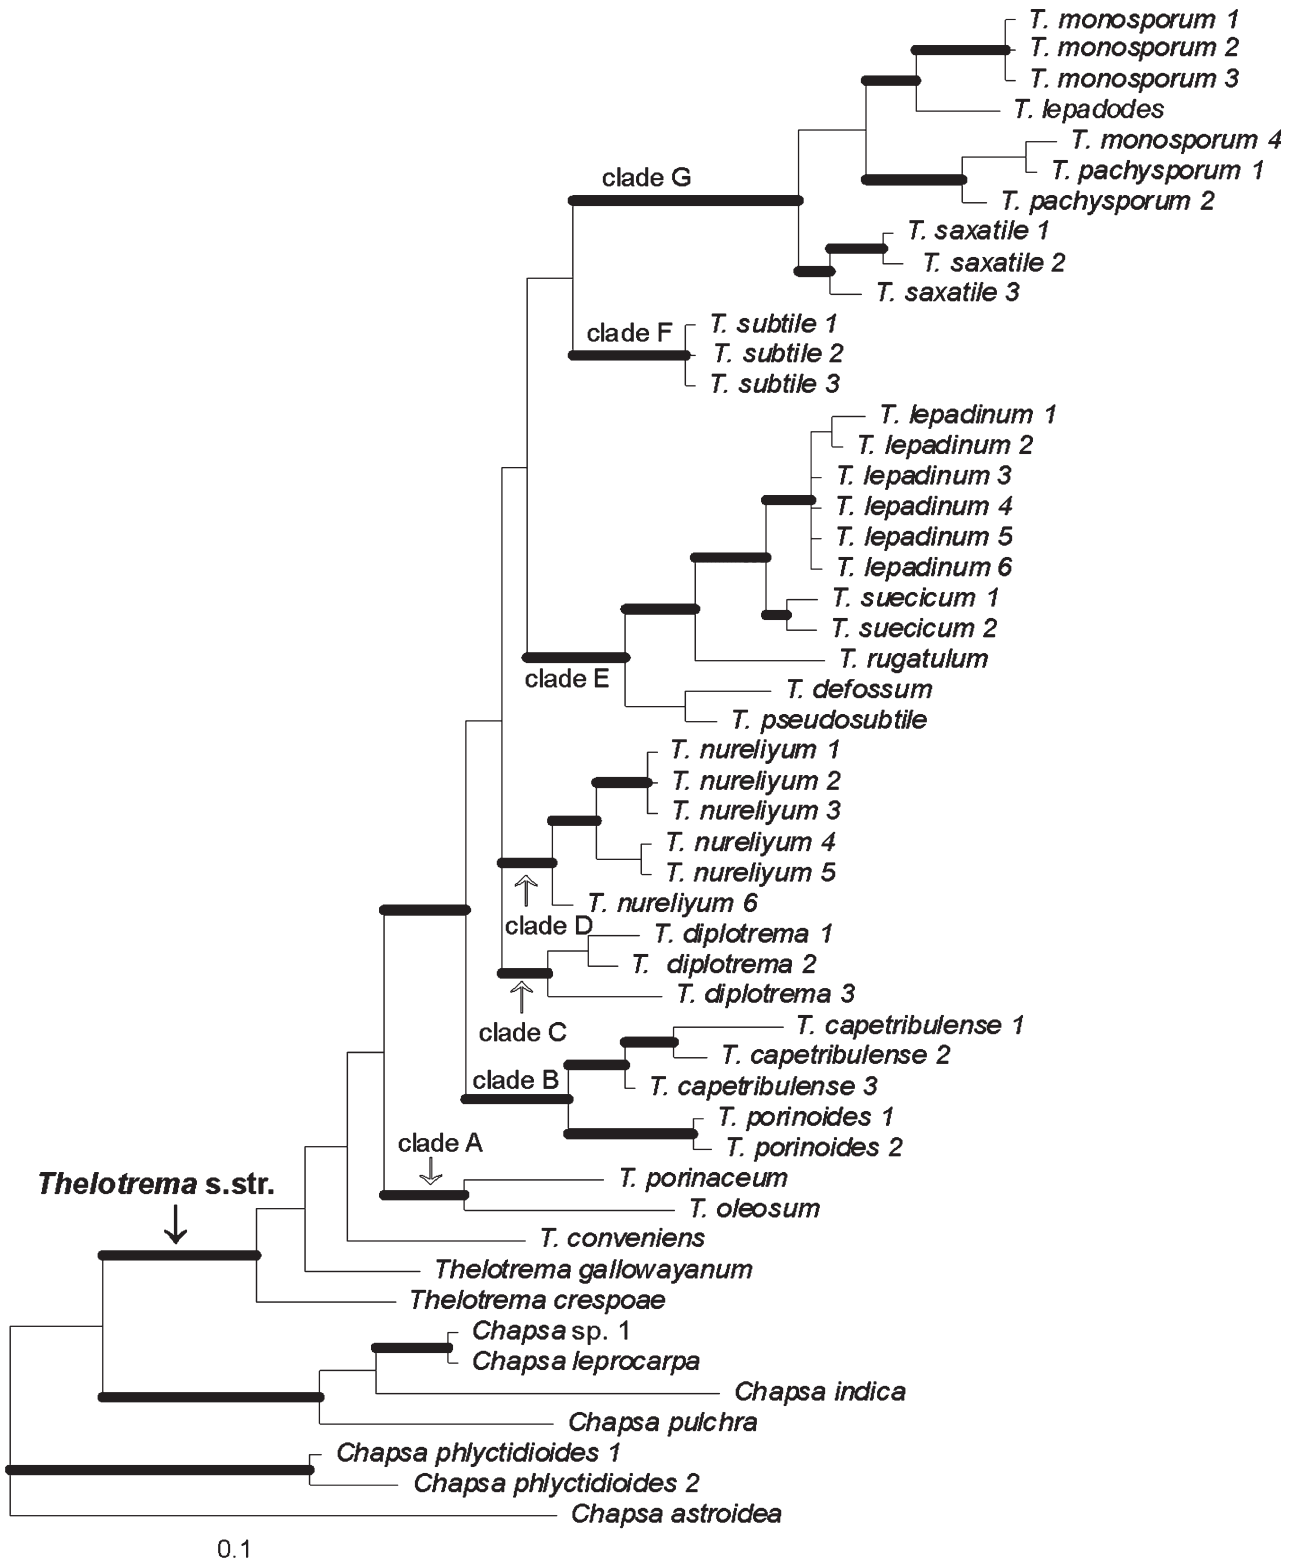 T. monosporum 1
T. monosporum 2
T. monosporum 3
T. lepadodes
T. monosporum 4
T. pachysporum 1
clade G
T. pachysporum 2
T. saxatile 1
T. saxatile 2
T. saxatile 3
T. subtile 1
clade F
T. subtile 2
T. subtile 3
T. lepadinum 1
T. lepadinum 2
T. lepadinum 3
T. lepadinum 4
T. lepadinum 5
T. lepadinum 6
T. suecicum 1
T. suecicum 2
T. rugatulum
clade E
T. defossum
T. pseudosubtile
T. nureliyum 1
T. nureliyum 2
T. nureliyum 3
T. nureliyum 4
T. nureliyum 5
T. nureliyum 6
clade D
T. diplotrema 1
T. diplotrema 2
T. diplotrema 3
clade C
T. capetribulense 1
T. capetribulense 2
clade B
T. capetribulense 3
T. porinoides 1
clade A
T. porinoides 2
T. porinaceum
Thelotrema s.str.
T. oleosum
T. conveniens
Thelotrema gallowayanum
Thelotrema crespoae
Chapsa sp. 1
Chapsa leprocarpa
Chapsa indica
Chapsa pulchra
Chapsa phlyctidioides 1
Chapsa phlyctidioides 2
Chapsa astroidea
0.1